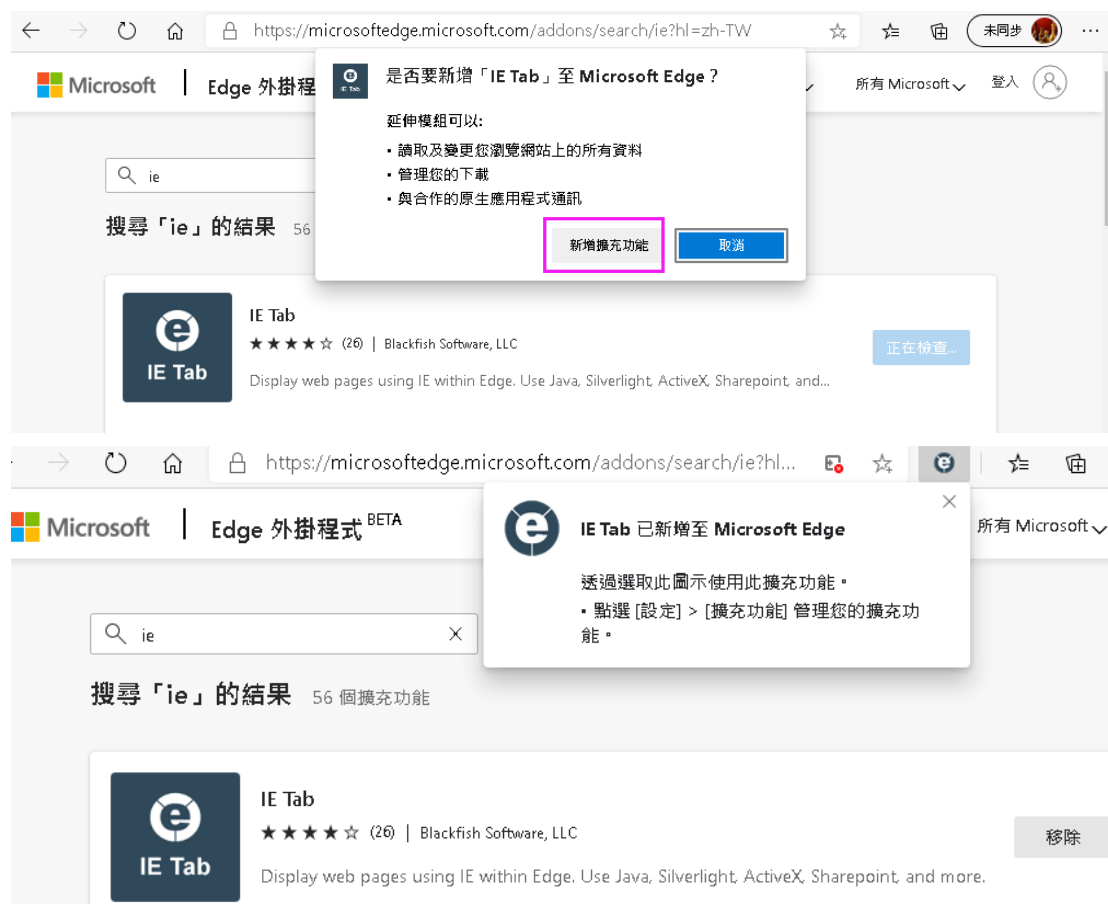 https://microsoftedge.microsoft.com/addons/search/ie?hl=zh-TW
未同步
Microsoft
Edge 外掛程
所有 Microsoft
登入
IE Tab
是否要新增「IE Tab」至 Microsoft Edge？
延伸模組可以:
• 讀取及變更您瀏覽網站上的所有資料
• 管理您的下載
• 與合作的原生應用程式通訊
新增擴充功能
取消
ie
搜尋「ie」的結果 56
IE Tab
IE Tab
★★★★☆ (26) | Blackfish Software, LLC
正在檢查...
Display web pages using IE within Edge. Use Java, Silverlight, ActiveX, Sharepoint, and...
https://microsoftedge.microsoft.com/addons/search/ie?hl...
Microsoft
Edge 外掛程式 BETA
所有 Microsoft
IE Tab 已新增至 Microsoft Edge
透過選取此圖示使用此擴充功能。
• 點選 [設定] > [擴充功能] 管理您的擴充功
能。
ie
搜尋「ie」的結果 56 個擴充功能
IE Tab
IE Tab
★★★★☆ (26) | Blackfish Software, LLC
移除
Display web pages using IE within Edge. Use Java, Silverlight, ActiveX, Sharepoint, and more.